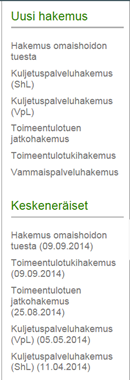 Uusi hakemus
Hakemus omaishoidon
tuesta
Kuljetuspalveluhakemus
(ShL)
Kuljetuspalveluhakemus
(VpL)
Toimeentulotuen
jatkohakemus
Toimeentulotukihakemus
Vammaispalveluhakemus
Keskeneräiset
Hakemus omaishoidon
tuesta (09.09.2014)
Toimeentulotukihakemus
(09.09.2014)
Toimeentulotuen
jatkohakemus
(25.08.2014)
Kuljetuspalveluhakemus
(VpL) (05.05.2014)
Kuljetuspalveluhakemus
(ShL) (11.04.2014)